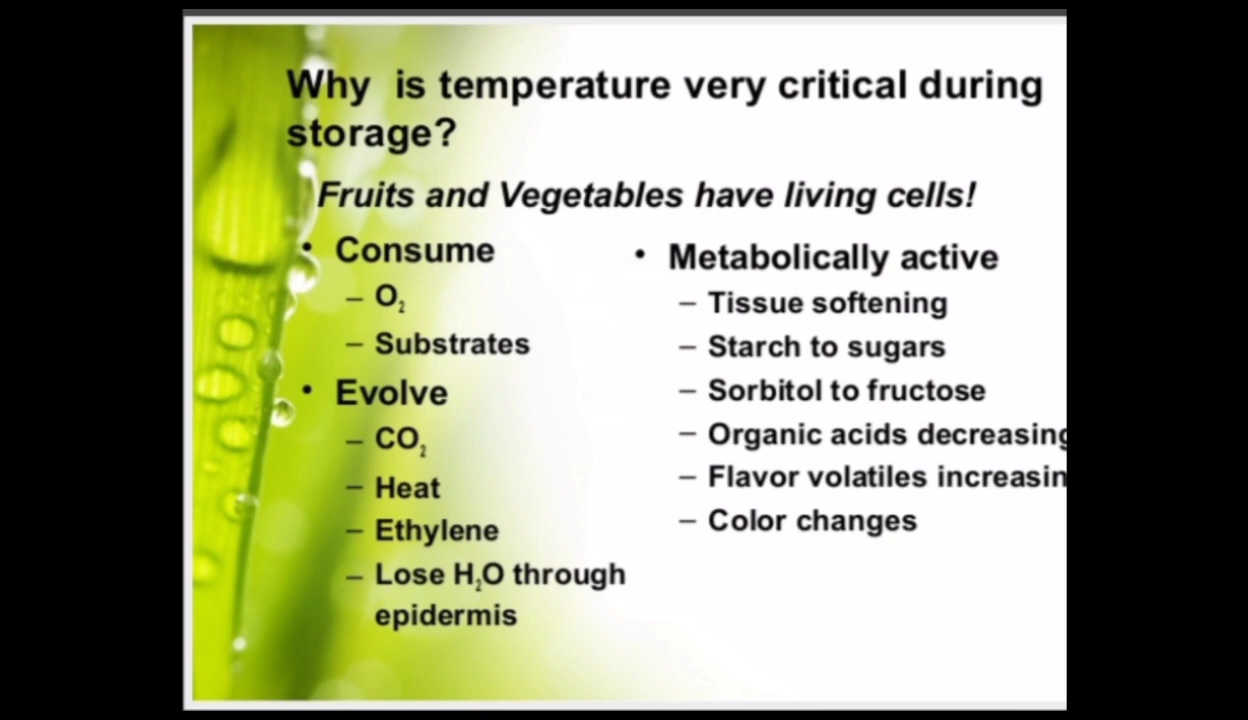 Why is temperature very critical during
storage?
Fruits and Vegetables have living cells!
• Consume
– O₂
– Substrates
• Evolve
– CO₂
– Heat
– Ethylene
– Lose H₂O through
epidermis
• Metabolically active
– Tissue softening
– Starch to sugars
– Sorbitol to fructose
– Organic acids decreasing
– Flavor volatiles increasin
– Color changes